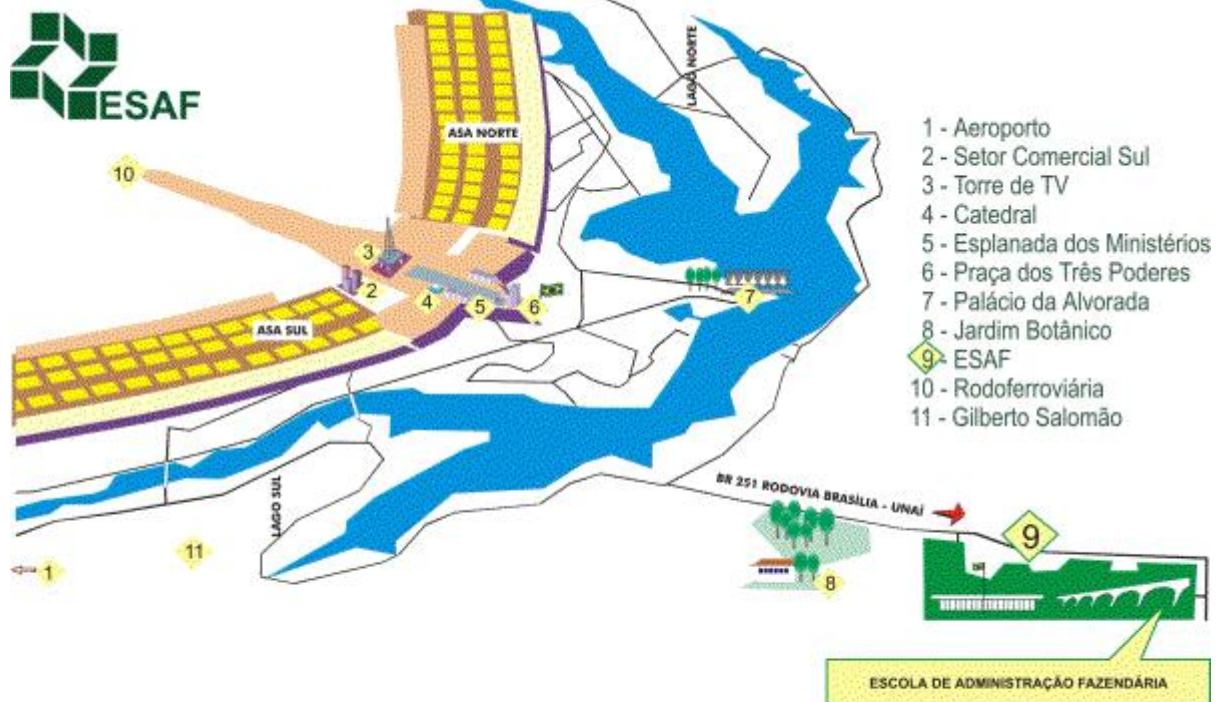 ESAF
ASA NORTE
LAGO NORTE
10
3
2
4
5
6
7
ASA SUL
1 - Aeroporto
2 - Setor Comercial Sul
3 - Torre de TV
4 - Catedral
5 - Esplanada dos Ministérios
6 - Praça dos Três Poderes
7 - Palácio da Alvorada
8 - Jardim Botânico
9 - ESAF
10 - Rodoferroviária
11 - Gilberto Salomão
LAGO SUL
BR 251 RODOVIA BRASÍLIA - UNAÍ
11
1
8
9
ESCOLA DE ADMINISTRAÇÃO FAZENDÁRIA